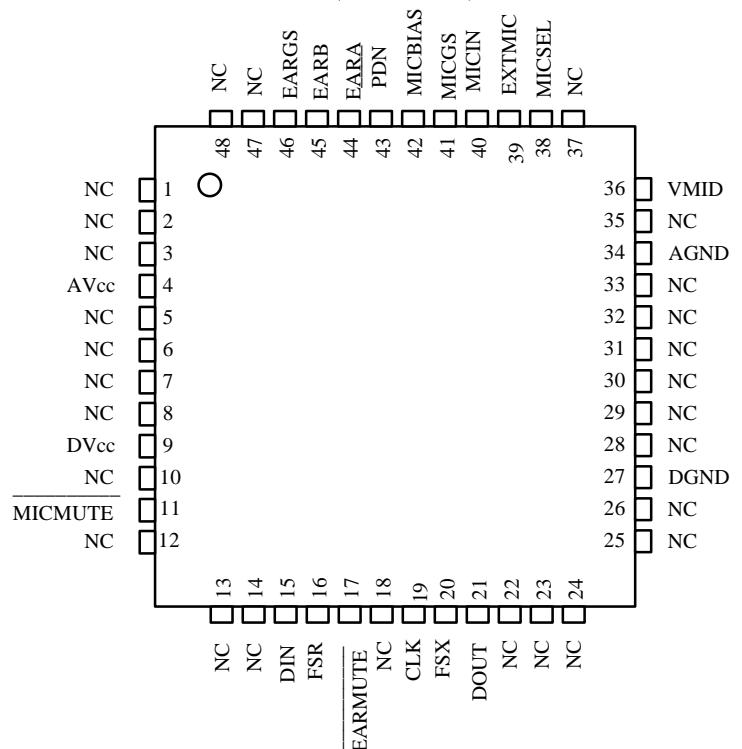 NC
NC
EARGS
EARB
EARA
PDN
MICBIAS
MICGS
MICIN
EXTMIC
MICSEL
NC
48
47
46
45
44
43
42
41
40
39
38
37
NC 1
NC 2
NC 3
AVcc 4
NC 5
NC 6
NC 7
NC 8
DVcc 9
NC 10
MICMUTE 11
NC 12
36 VMID
35 NC
34 AGND
33 NC
32 NC
31 NC
30 NC
29 NC
28 NC
27 DGND
26 NC
25 NC
13
14
15
16
17
18
19
20
21
22
23
24
NC
NC
DIN
FSR
EARMUTE
NC
CLK
FSX
DOUT
NC
NC
NC